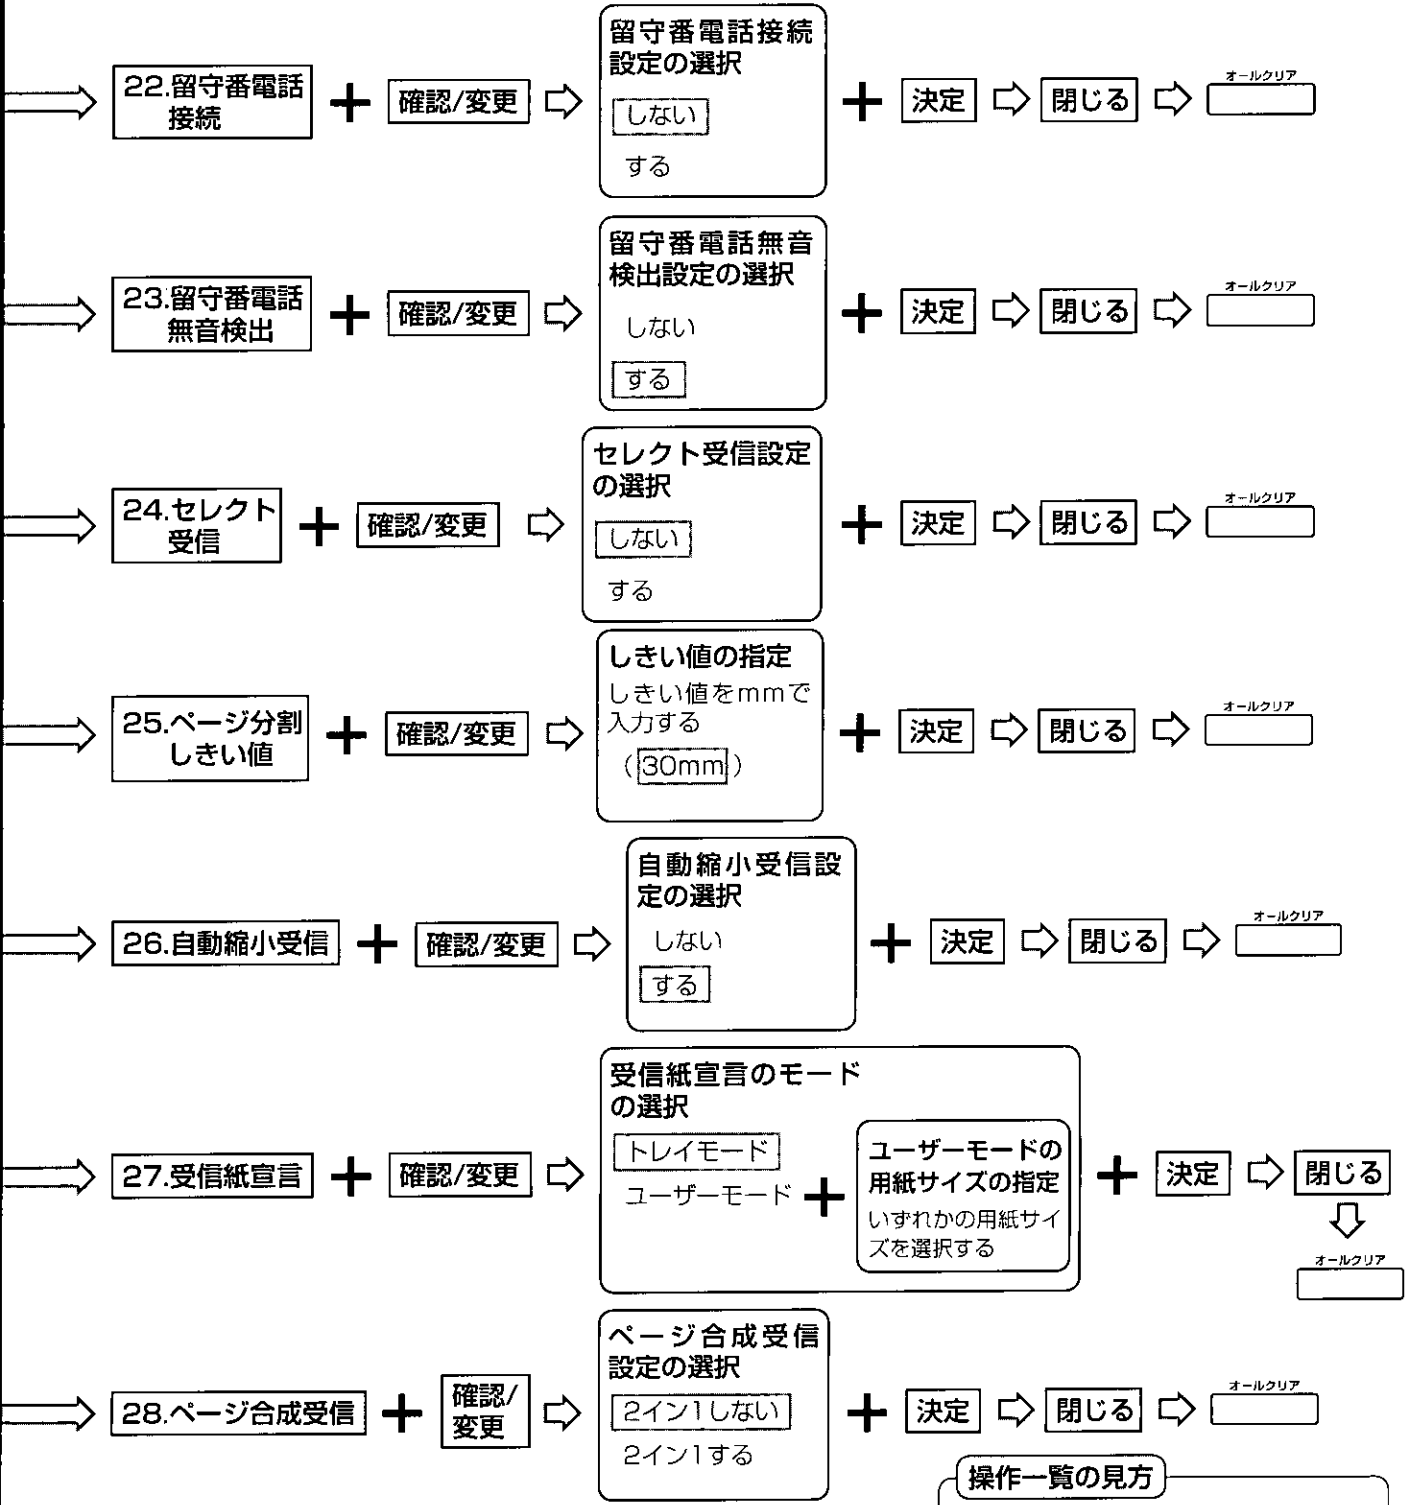 22.留守番電話
接続
確認/変更
留守番電話接続
設定の選択
しない
する
決定
閉じる
オールクリア
23.留守番電話
無音検出
確認/変更
留守番電話無音
検出設定の選択
しない
する
決定
閉じる
オールクリア
24.セレクト
受信
確認/変更
セレクト受信設定
の選択
しない
する
決定
閉じる
オールクリア
25.ページ分割
しきい値
確認/変更
しきい値の指定
しきい値をmmで
入力する
(30mm)
決定
閉じる
オールクリア
26.自動縮小受信
確認/変更
自動縮小受信設
定の選択
しない
する
決定
閉じる
オールクリア
27.受信紙宣言
確認/変更
受信紙宣言のモード
の選択
トレイモード
ユーザーモード
ユーザーモードの
用紙サイズの指定
いずれかの用紙サイ
ズを選択する
決定
閉じる
オールクリア
28.ページ合成受信
確認/
変更
ページ合成受信
設定の選択
2イン1しない
2イン1する
決定
閉じる
オールクリア
操作一覧の見方